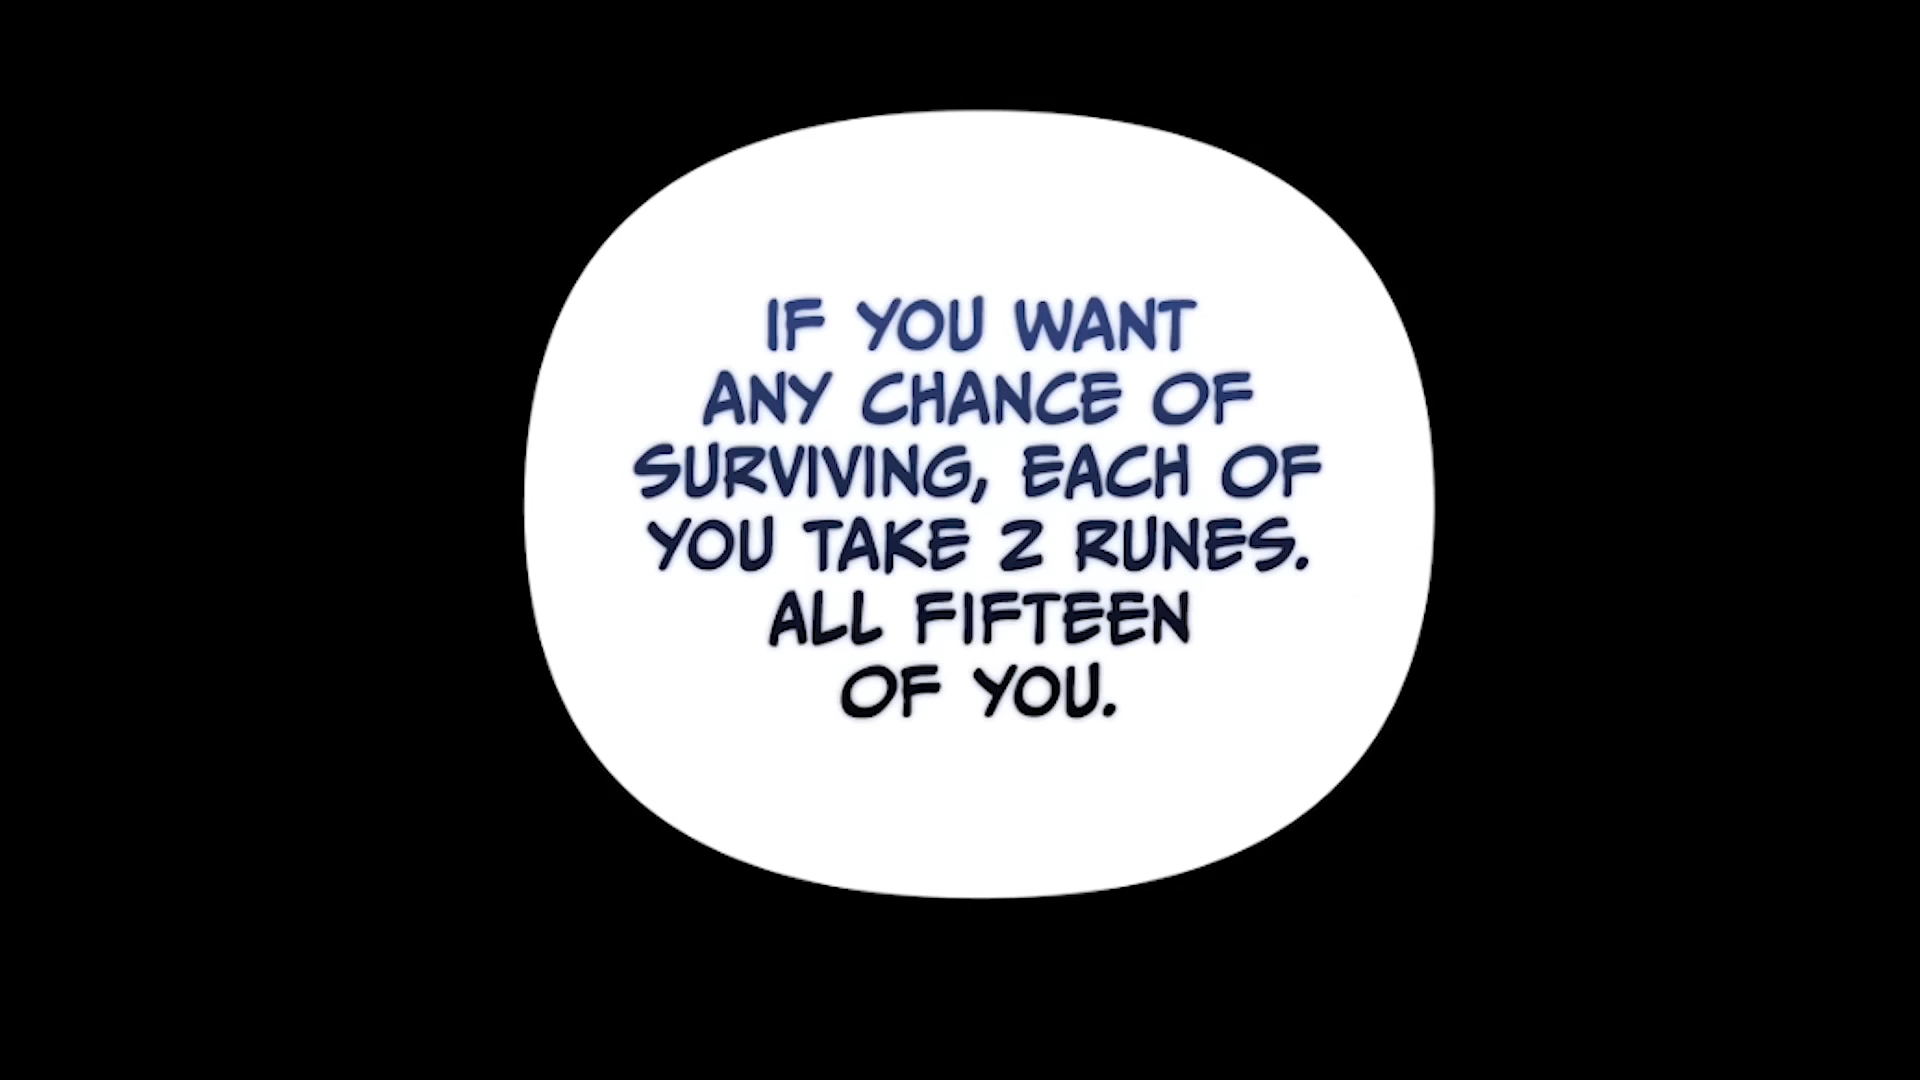 IF YOU WANT
ANY CHANCE OF
SURVIVING, EACH OF
YOU TAKE 2 RUNES.
ALL FIFTEEN
OF YOU.